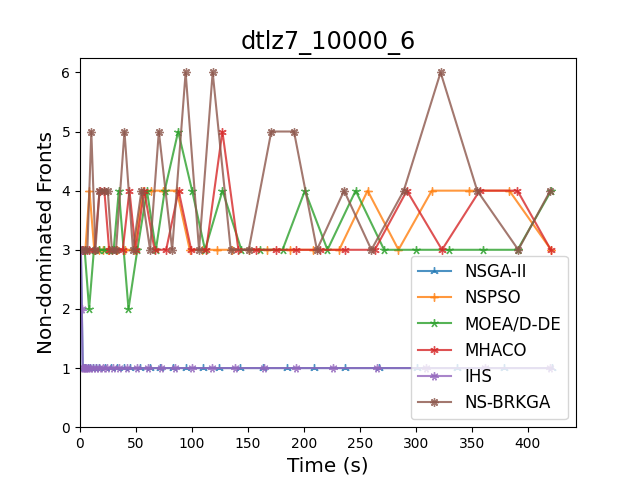 dtlz7_10000_6
Non-dominated Fronts
6
5
4
3
2
1
0
0 50 100 150 200 250 300 350 400
Time (s)
NSGA-II
NSPSO
MOEA/D-DE
MHACO
IHS
NS-BRKGA